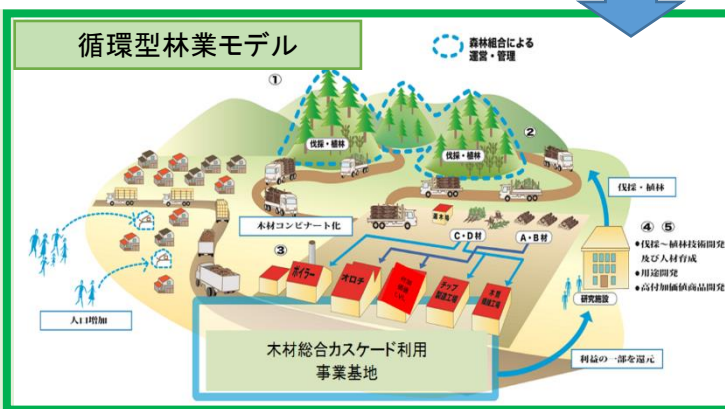 循環型林業モデル
森林組合による
運営・管理
①
伐採・植林
②
伐採・植林
伐採・植林
木材コンビナート化
C・D材
A・B材
③
ボイラー
オロチ
チップ
製造工場
④ ⑤
●伐採～植林技術開発
及び人材育成
●用途開発
●高付加価値商品開発
研究施設
人口増加
木材総合カスケード利用
事業基地
利益の一部を還元